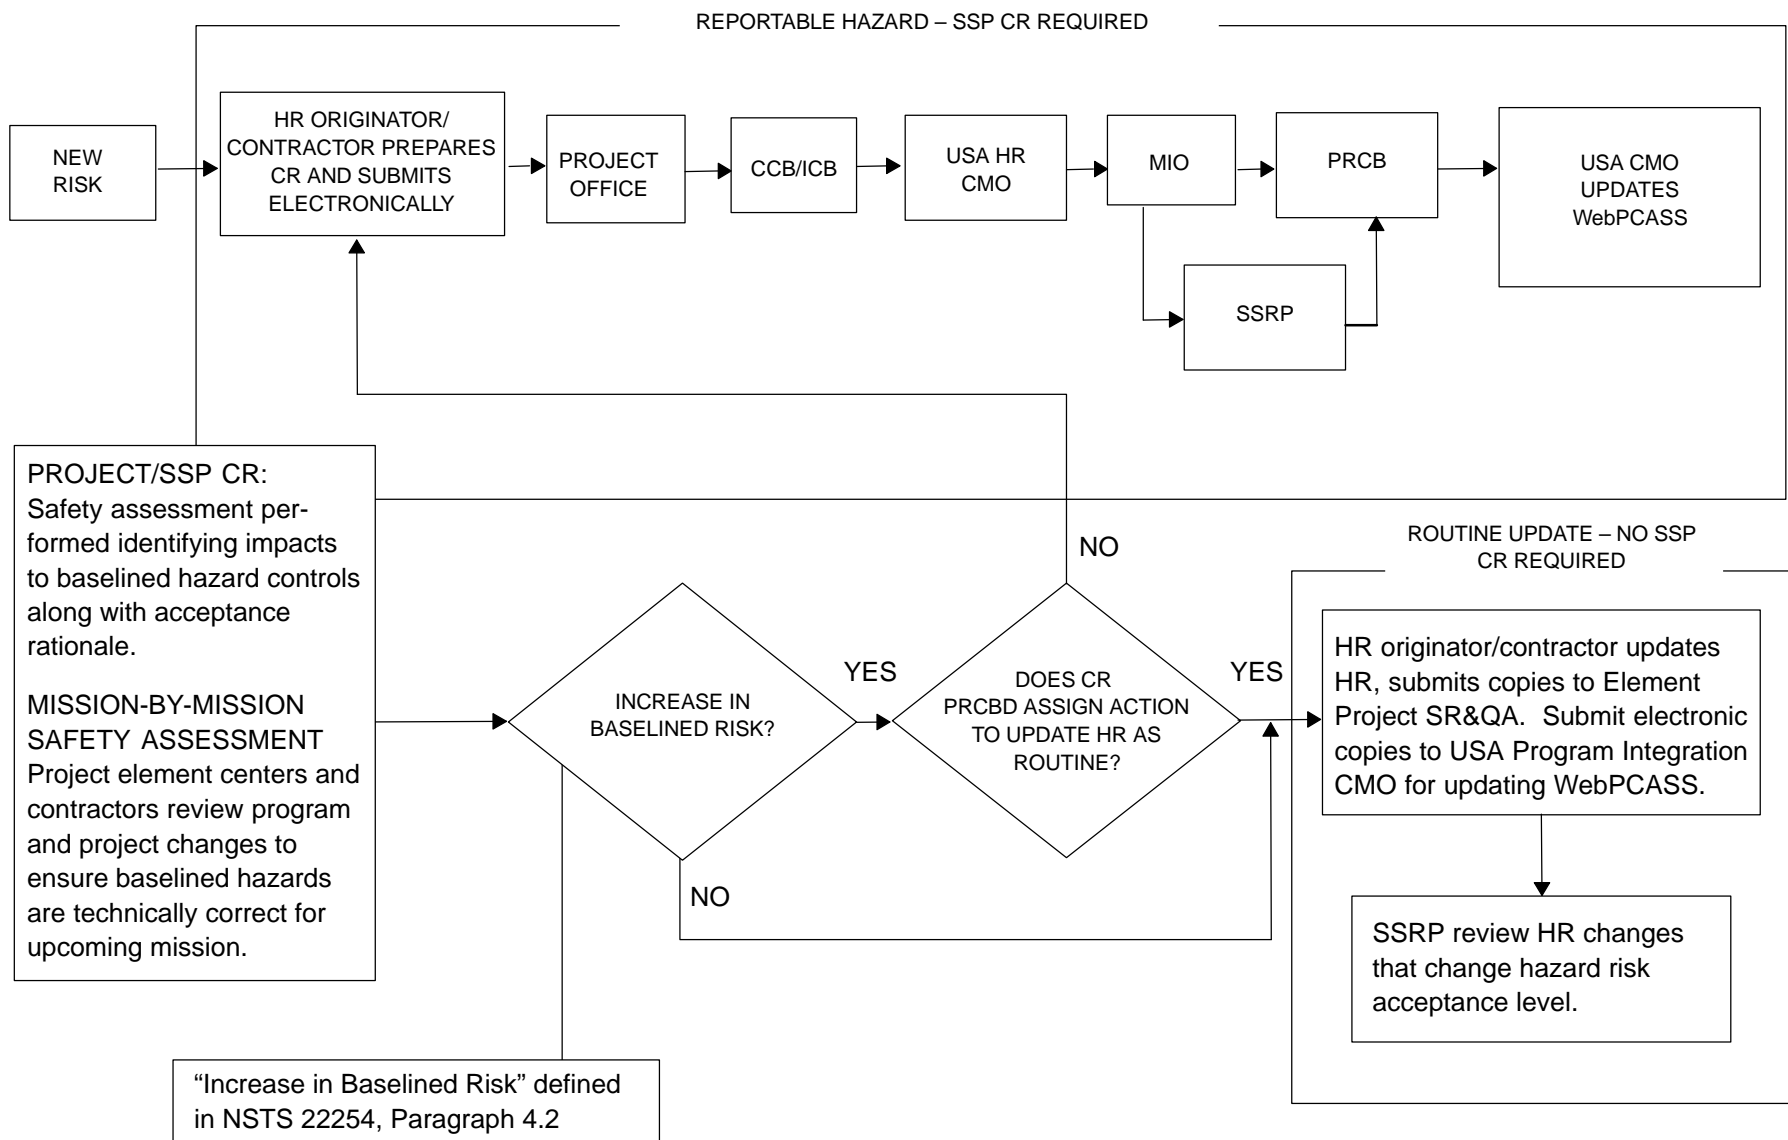 REPORTABLE HAZARD – SSP CR REQUIRED
NEW
RISK
HR ORIGINATOR/
CONTRACTOR PREPARES
CR AND SUBMITS
ELECTRONICALLY
PROJECT
OFFICE
CCB/ICB
USA HR
CMO
MIO
PRCB
USA CMO
UPDATES
WebPCASS
SSRP
PROJECT/SSP CR:
Safety assessment per-
formed identifying impacts
to baselined hazard controls
along with acceptance
rationale.
MISSION-BY-MISSION
SAFETY ASSESSMENT
Project element centers and
contractors review program
and project changes to
ensure baselined hazards
are technically correct for
upcoming mission.
INCREASE IN
BASELINED RISK?
YES
NO
“Increase in Baselined Risk” defined
in NSTS 22254, Paragraph 4.2
NO
DOES CR
PRCBD ASSIGN ACTION
TO UPDATE HR AS
ROUTINE?
YES
ROUTINE UPDATE – NO SSP
CR REQUIRED
HR originator/contractor updates
HR, submits copies to Element
Project SR&QA.  Submit electronic
copies to USA Program Integration
CMO for updating WebPCASS.
SSRP review HR changes
that change hazard risk
acceptance level.